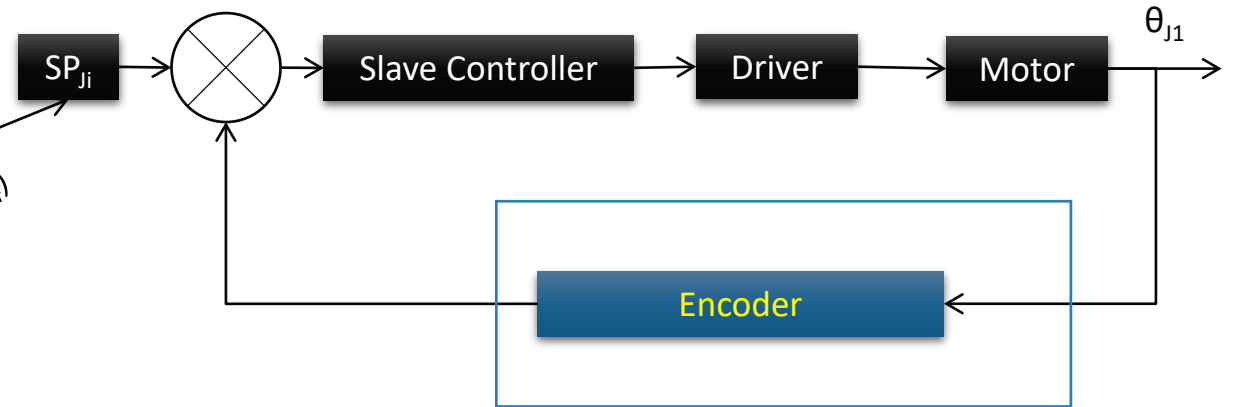 θJ1
SPJi
Slave Controller
Driver
Motor
Encoder